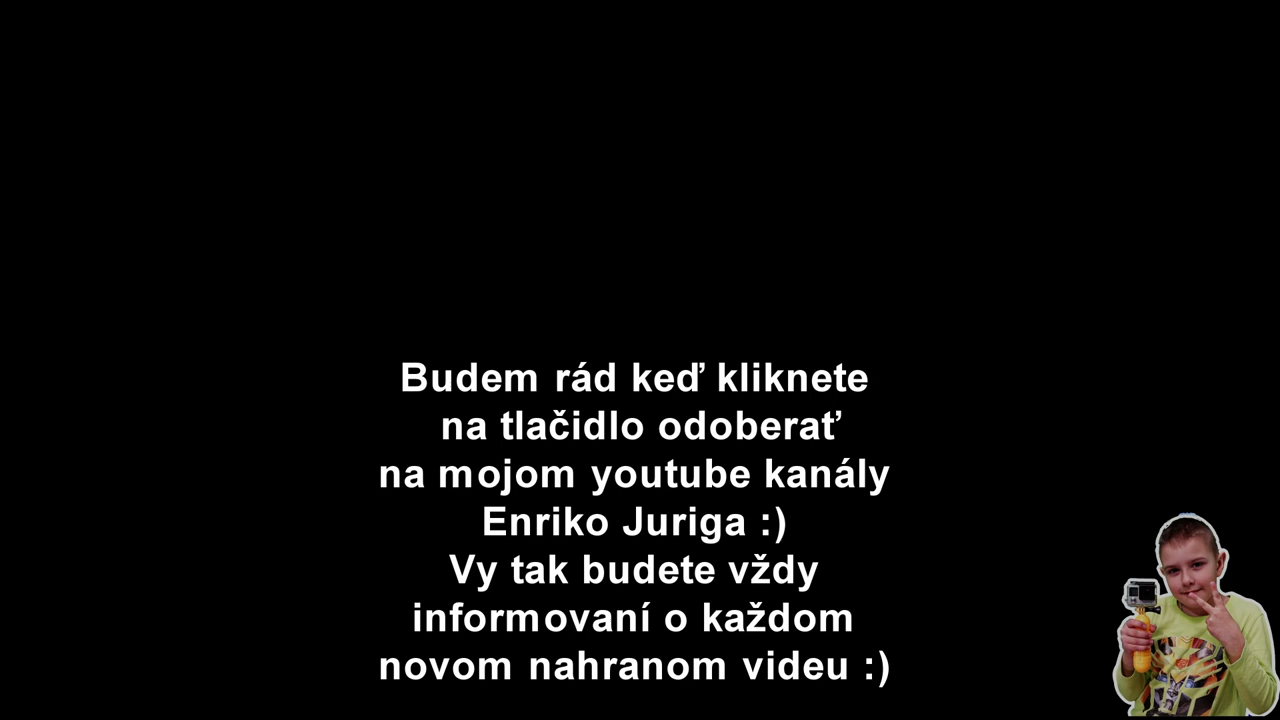 Budem rád keď kliknete
na tlačidlo odoberať
na mojom youtube kanály
Enriko Juriga :)
Vy tak budete vždy
informovaní o každom
novom nahranom videu :)